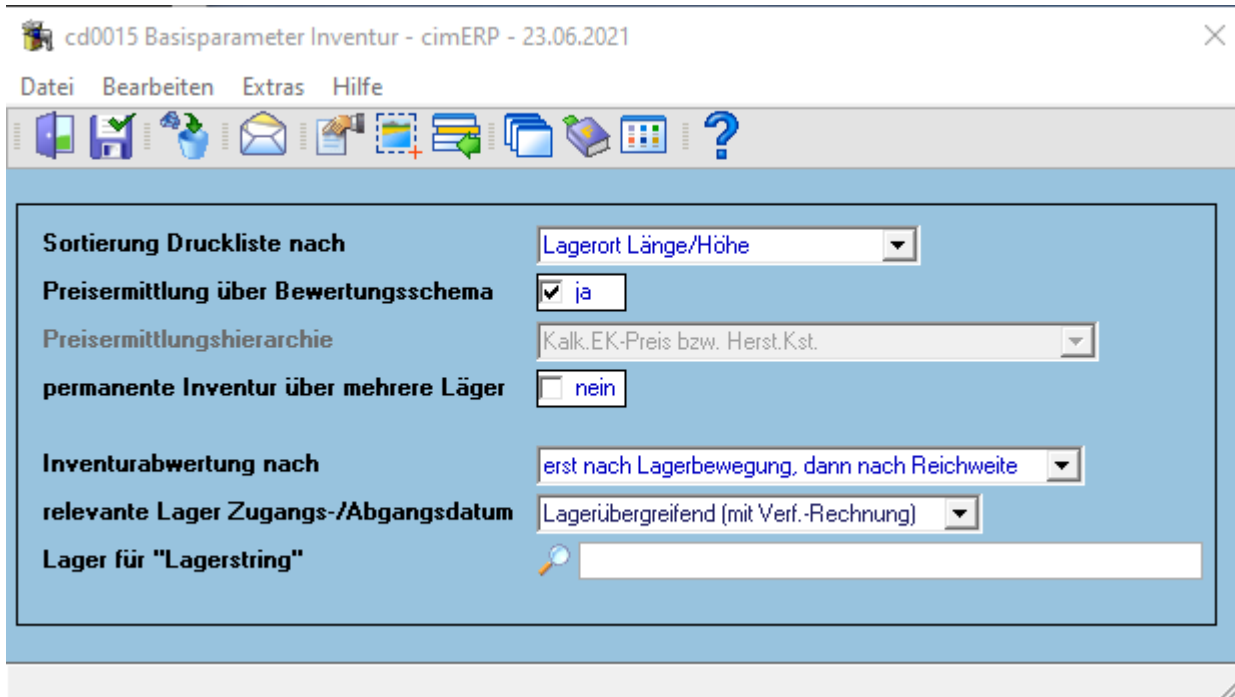 cd0015 Basisparameter Inventur - cimERP - 23.06.2021
Datei Bearbeiten Extras Hilfe
Sortierung Druckliste nach Lagerort Länge/Höhe
Preisermittlung über Bewertungsschema ja
Preisermittlungshierarchie Kalk.EK-Preis bzw. Herst.Kst.
permanente Inventur über mehrere Läger nein
Inventurabwertung nach erst nach Lagerbewegung, dann nach Reichweite
relevante Lager Zugangs-/Abgangsdatum Lagerübergreifend (mit Verf.-Rechnung)
Lager für "Lagerstring"